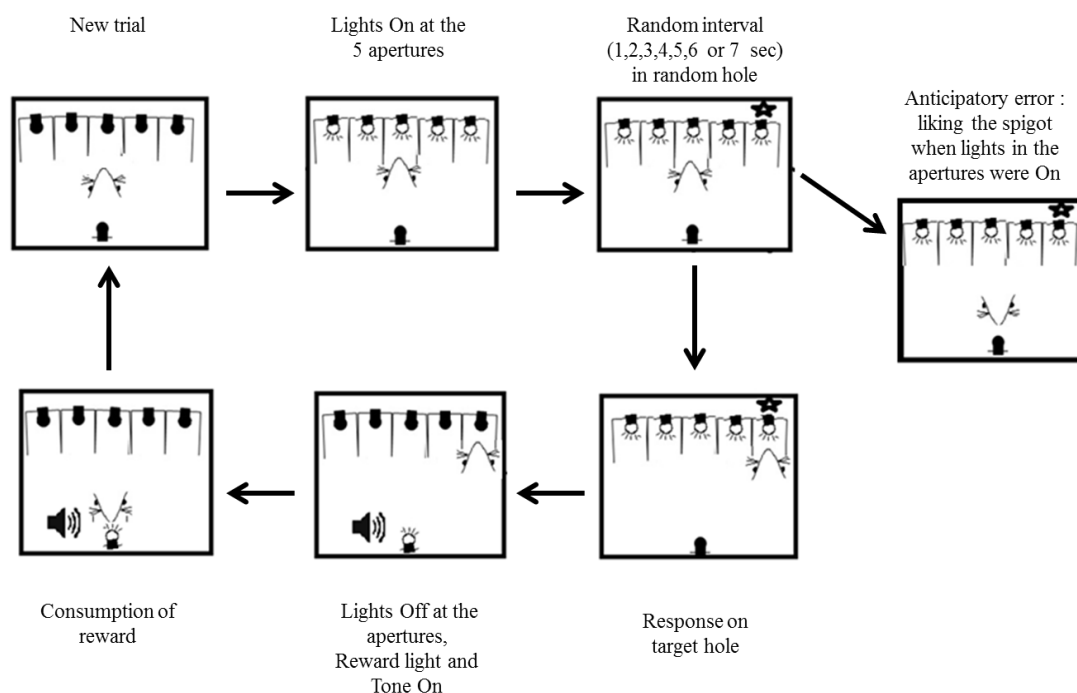 New trial
Lights On at the
5 apertures
Random interval
(1,2,3,4,5,6 or 7 sec)
in random hole
Anticipatory error :
liking the spigot
when lights in the
apertures were On
Consumption of
reward
Lights Off at the
apertures,
Reward light and
Tone On
Response on
target hole